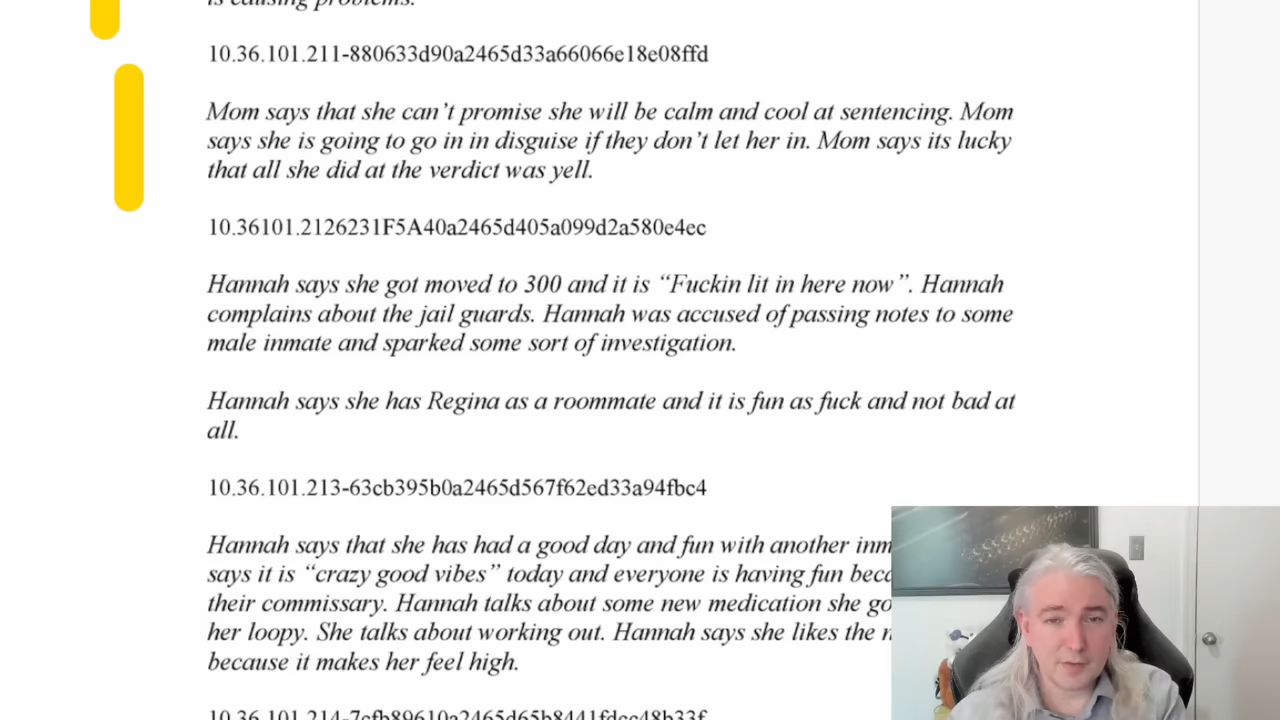 is causing problems.
10.36.101.211-880633d90a2465d33a66066e18e08ffd
Mom says that she can't promise she will be calm and cool at sentencing. Mom
says she is going to go in in disguise if they don't let her in. Mom says its lucky
that all she did at the verdict was yell.
10.36101.2126231F5A40a2465d405a099d2a580e4ec
Hannah says she got moved to 300 and it is “Fuckin lit in here now”. Hannah
complains about the jail guards. Hannah was accused of passing notes to some
male inmate and sparked some sort of investigation.
Hannah says she has Regina as a roommate and it is fun as fuck and not bad at
all.
10.36.101.213-63cb395b0a2465d567f62ed33a94fbc4
Hannah says that she has had a good day and fun with another
says it is “crazy good vibes” today and everyone is having fun
their commissary. Hannah talks about some new medication she
her loopy. She talks about working out. Hannah says she likes the
because it makes her feel high.
10.36.101.214-7cfb89610a2465d65b8441fdcc48b33f